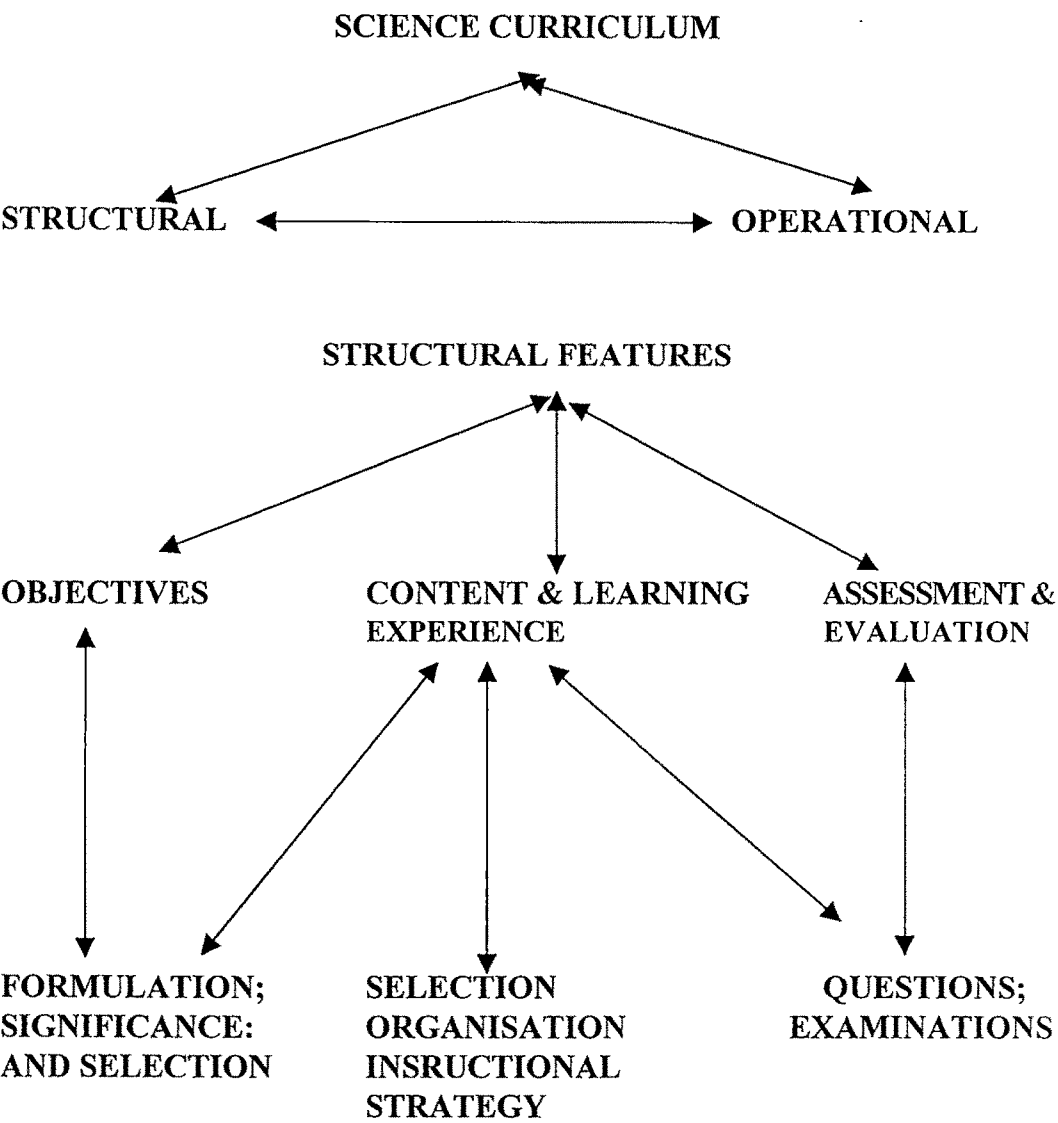 SCIENCE CURRICULUM
STRUCTURAL
OPERATIONAL
STRUCTURAL FEATURES
OBJECTIVES
CONTENT & LEARNING
EXPERIENCE
ASSESSMENT &
EVALUATION
FORMULATION;
SIGNIFICANCE:
AND SELECTION
SELECTION
ORGANISATION
INSRUCTIONAL
STRATEGY
QUESTIONS;
EXAMINATIONS